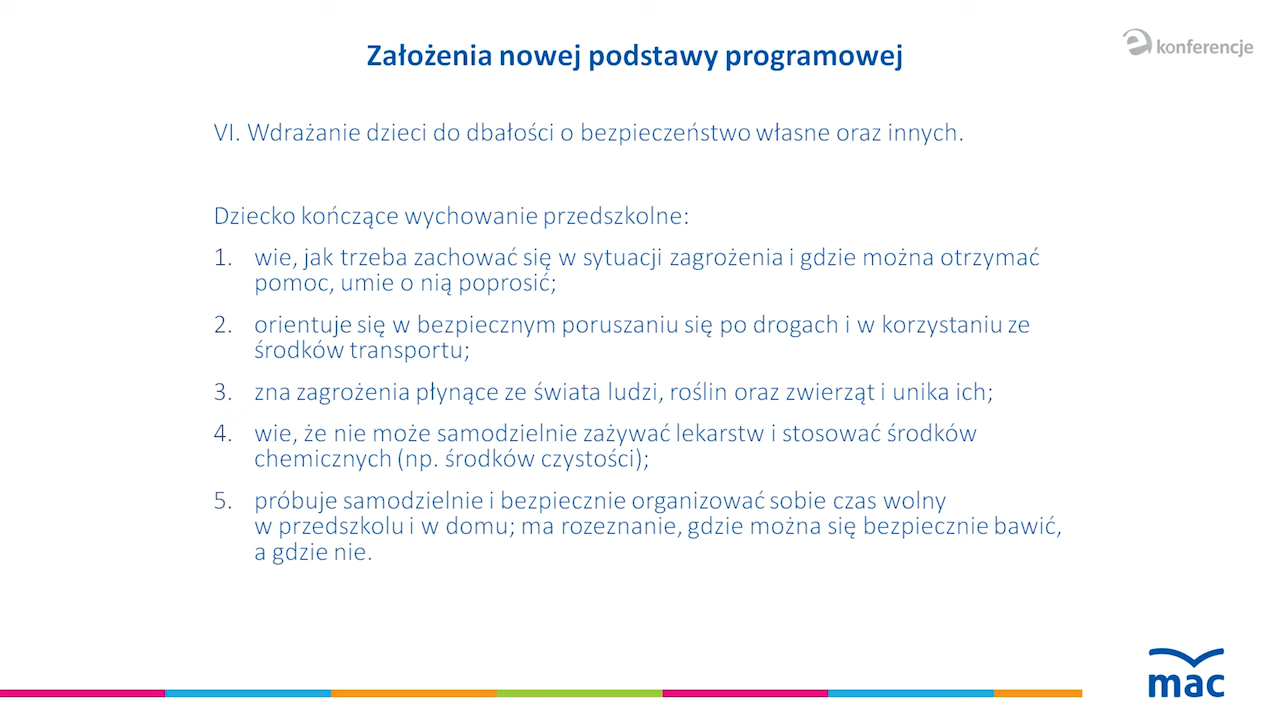 Założenia nowej podstawy programowej
e konferencje
VI. Wdrażanie dzieci do dbałości o bezpieczeństwo własne oraz innych.
Dziecko kończące wychowanie przedszkolne:
1. wie, jak trzeba zachować się w sytuacji zagrożenia i gdzie można otrzymać
pomoc, umie o nią poprosić;
2. orientuje się w bezpiecznym poruszaniu się po drogach i w korzystaniu ze
środków transportu;
3. zna zagrożenia płynące ze świata ludzi, roślin oraz zwierząt i unika ich;
4. wie, że nie może samodzielnie zażywać lekarstw i stosować środków
chemicznych (np. środków czystości);
5. próbuje samodzielnie i bezpiecznie organizować sobie czas wolny
w przedszkolu i w domu; ma rozeznanie, gdzie można się bezpiecznie bawić,
a gdzie nie.
mac